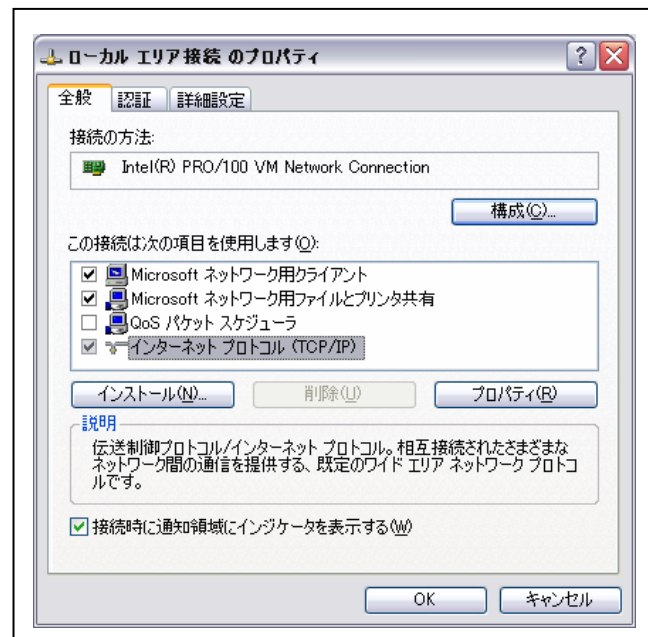 ローカル エリア接続 のプロパティ
全般 認証 詳細設定
接続の方法:
Intel(R) PRO/100 VM Network Connection
構成(C)...
この接続は次の項目を使用します(O):
Microsoft ネットワーク用クライアント
Microsoft ネットワーク用ファイルとプリンタ共有
QoS パケット スケジューラ
インターネット プロトコル (TCP/IP)
インストール(N)... 削除(U) プロパティ(R)
説明
伝送制御プロトコル/インターネット プロトコル。相互接続されたさまざまな
ネットワーク間の通信を提供する、既定のワイド エリア ネットワーク プロトコ
ルです。
接続時に通知領域にインジケータを表示する(W)
OK キャンセル